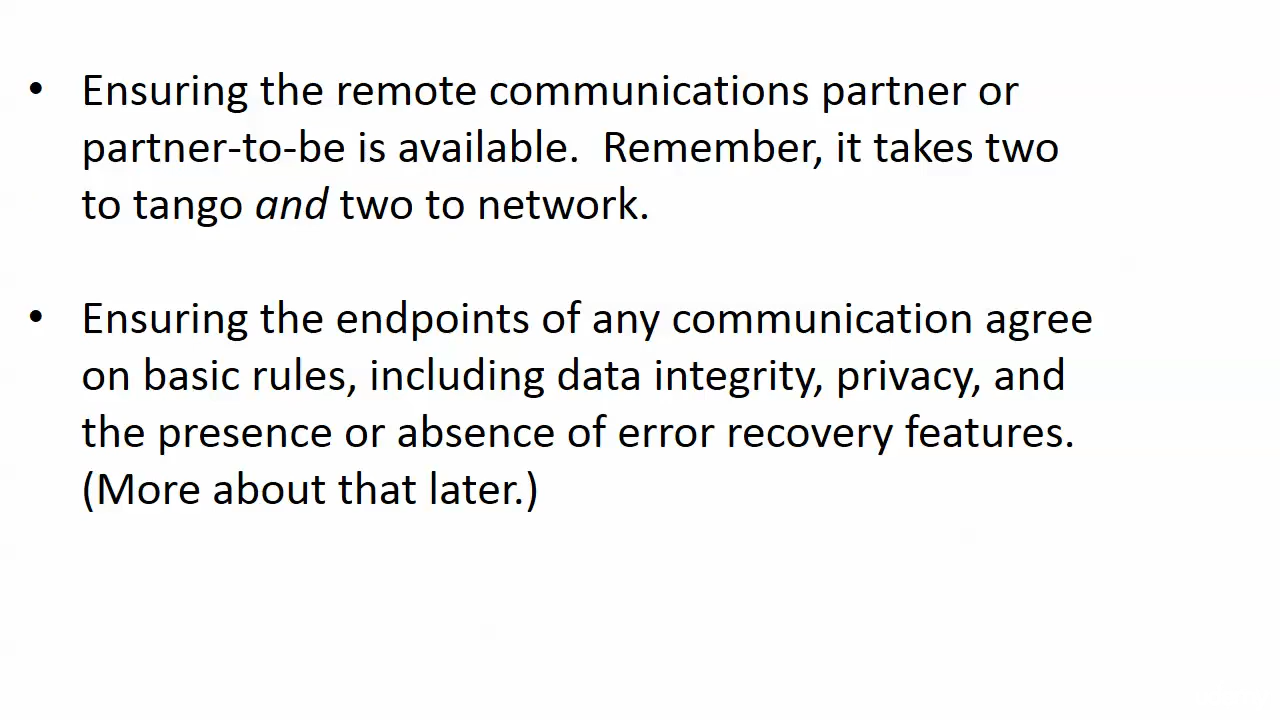 • Ensuring the remote communications partner or
partner-to-be is available.  Remember, it takes two
to tango and two to network.
• Ensuring the endpoints of any communication agree
on basic rules, including data integrity, privacy, and
the presence or absence of error recovery features.
(More about that later.)